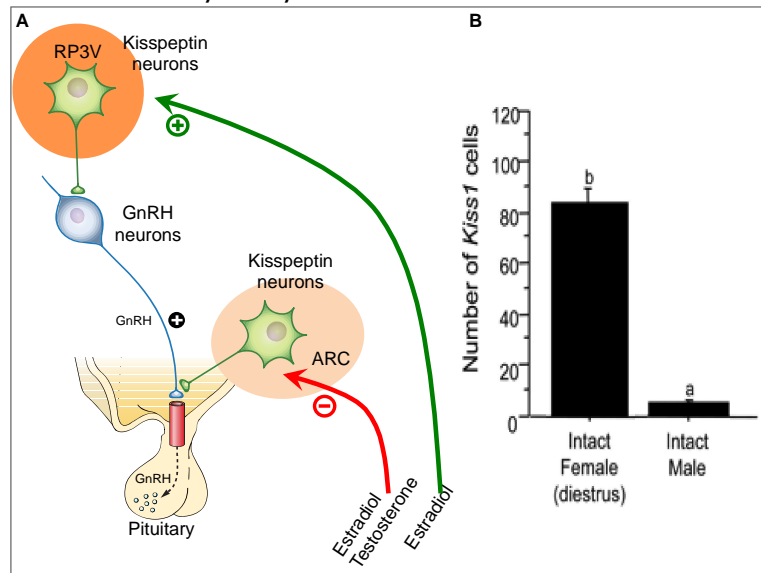 A
RP3V
Kisspeptin
neurons
+
GnRH
neurons
Kisspeptin
neurons
GnRH
+
ARC
−
GnRH
Pituitary
Estradiol
Testosterone
Estradiol
B
Number of Kiss1 cells
120
100
80
60
40
20
0
b
a
Intact
Female
(diestrus)
Intact
Male